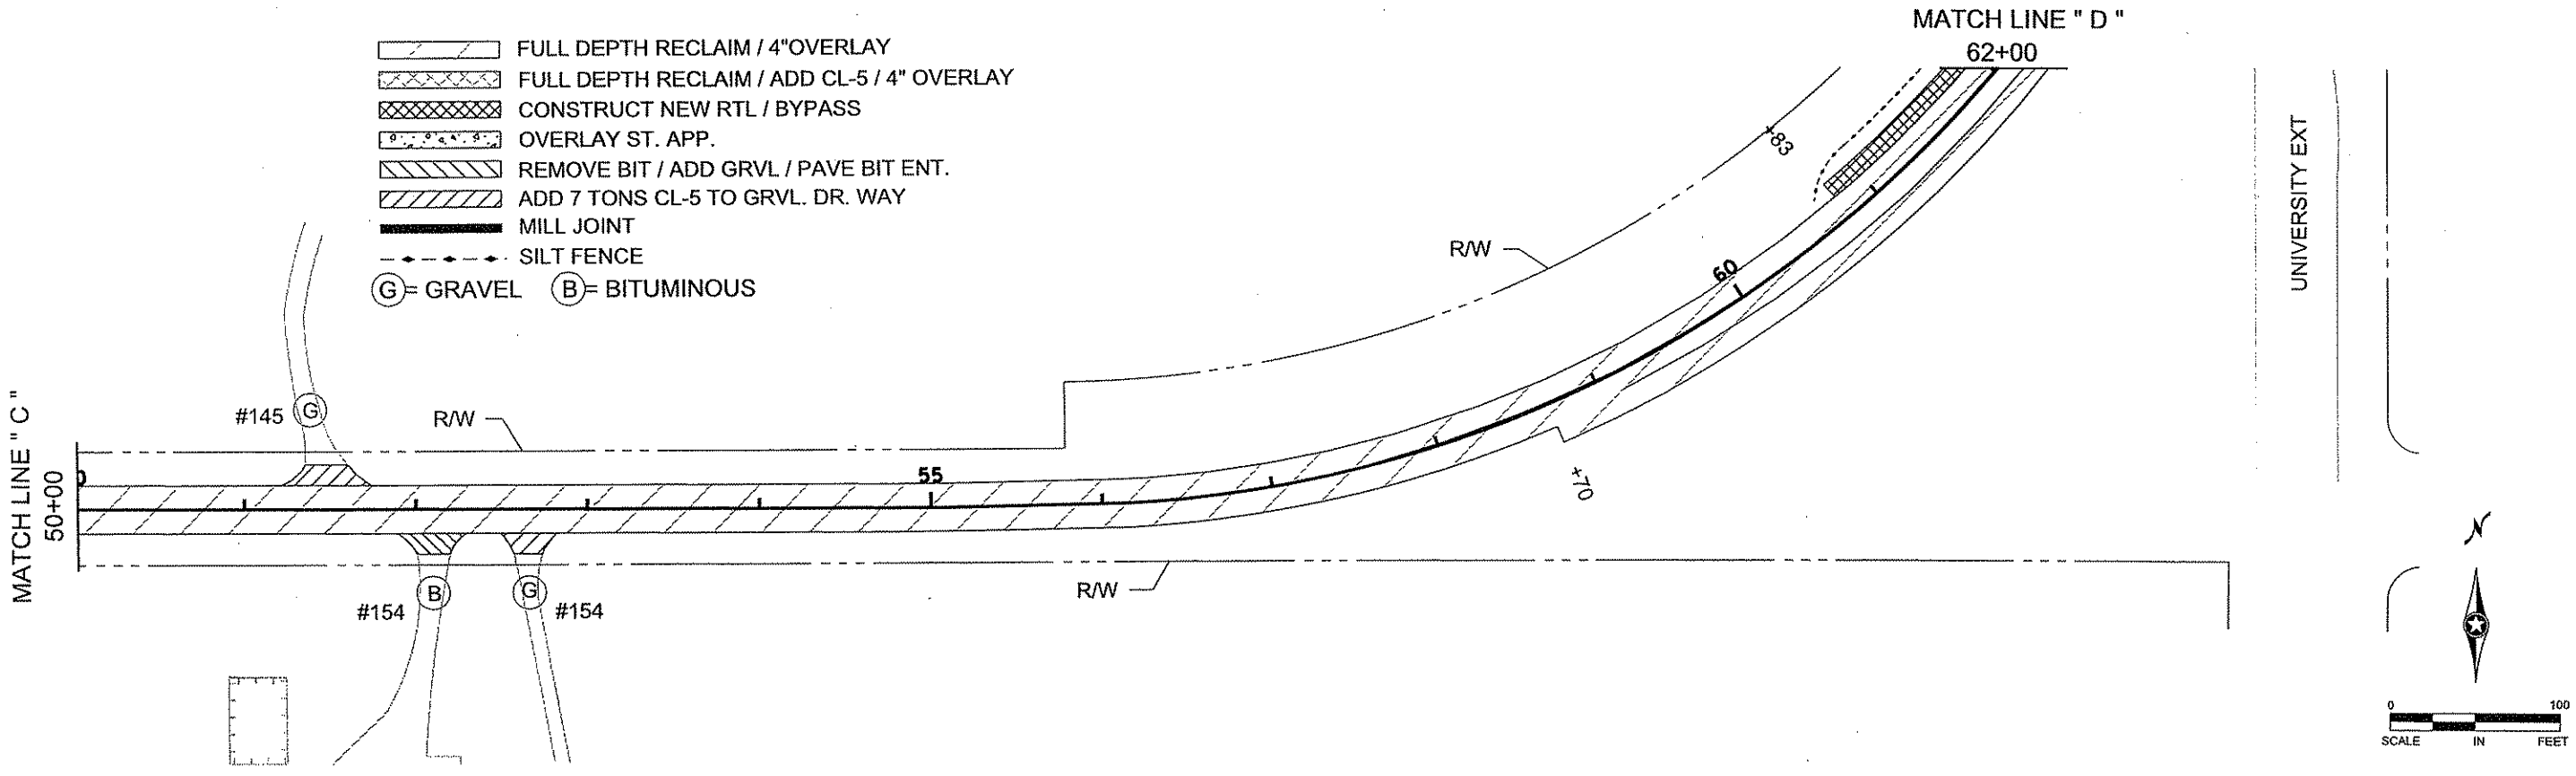 MATCH LINE " D "
62+00
FULL DEPTH RECLAIM / 4"OVERLAY
FULL DEPTH RECLAIM / ADD CL-5 / 4" OVERLAY
CONSTRUCT NEW RTL / BYPASS
OVERLAY ST. APP.
REMOVE BIT / ADD GRVL / PAVE BIT ENT.
ADD 7 TONS CL-5 TO GRVL. DR. WAY
MILL JOINT
SILT FENCE
G = GRAVEL B = BITUMINOUS
+83
UNIVERSITY EXT
R/W
60
MATCH LINE " C "
50+00
#145
G
R/W
0
55
+70
R/W
#154
B
G
#154
N
0 100
SCALE IN FEET